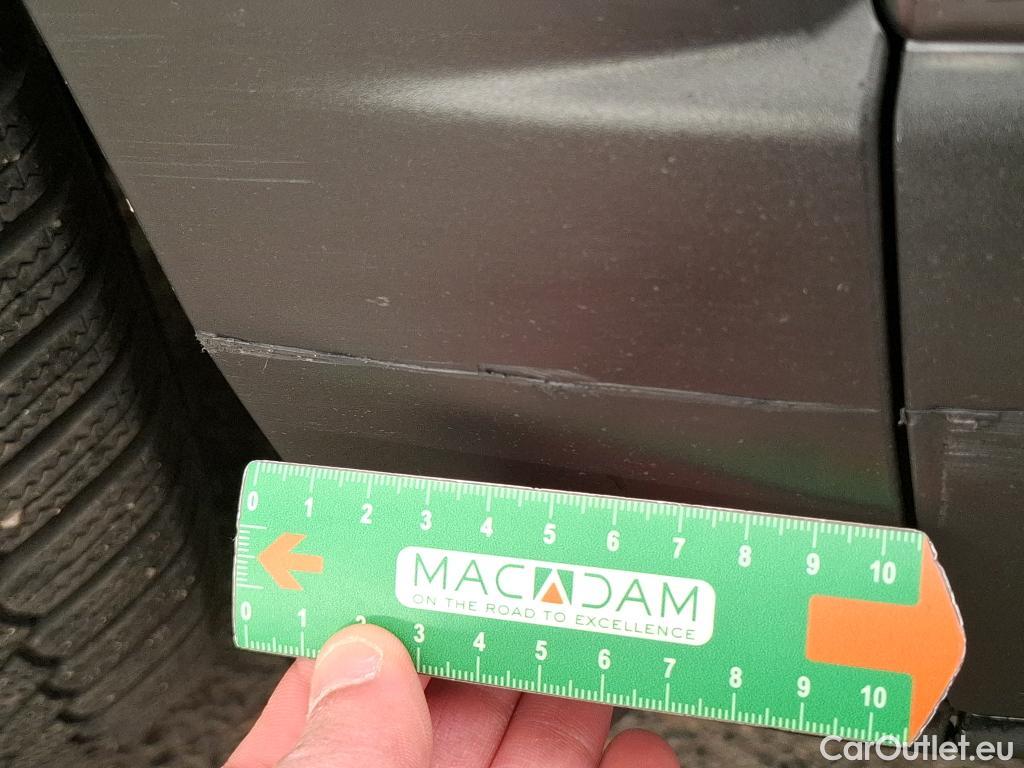 0 1 2 3 4 5 6 7 8 9 10
MACADAM
ON THE ROAD TO EXCELLENCE
0 1 2 3 4 5 6 7 8 9 10
CarOutlet.eu